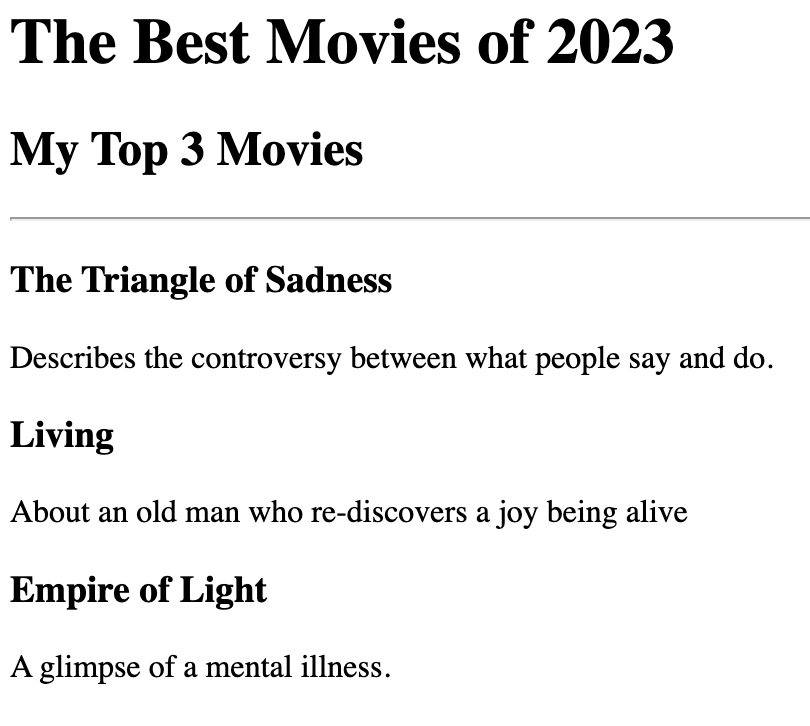 The Best Movies of 2023
My Top 3 Movies
The Triangle of Sadness
Describes the controversy between what people say and do.
Living
About an old man who re-discovers a joy being alive
Empire of Light
A glimpse of a mental illness.